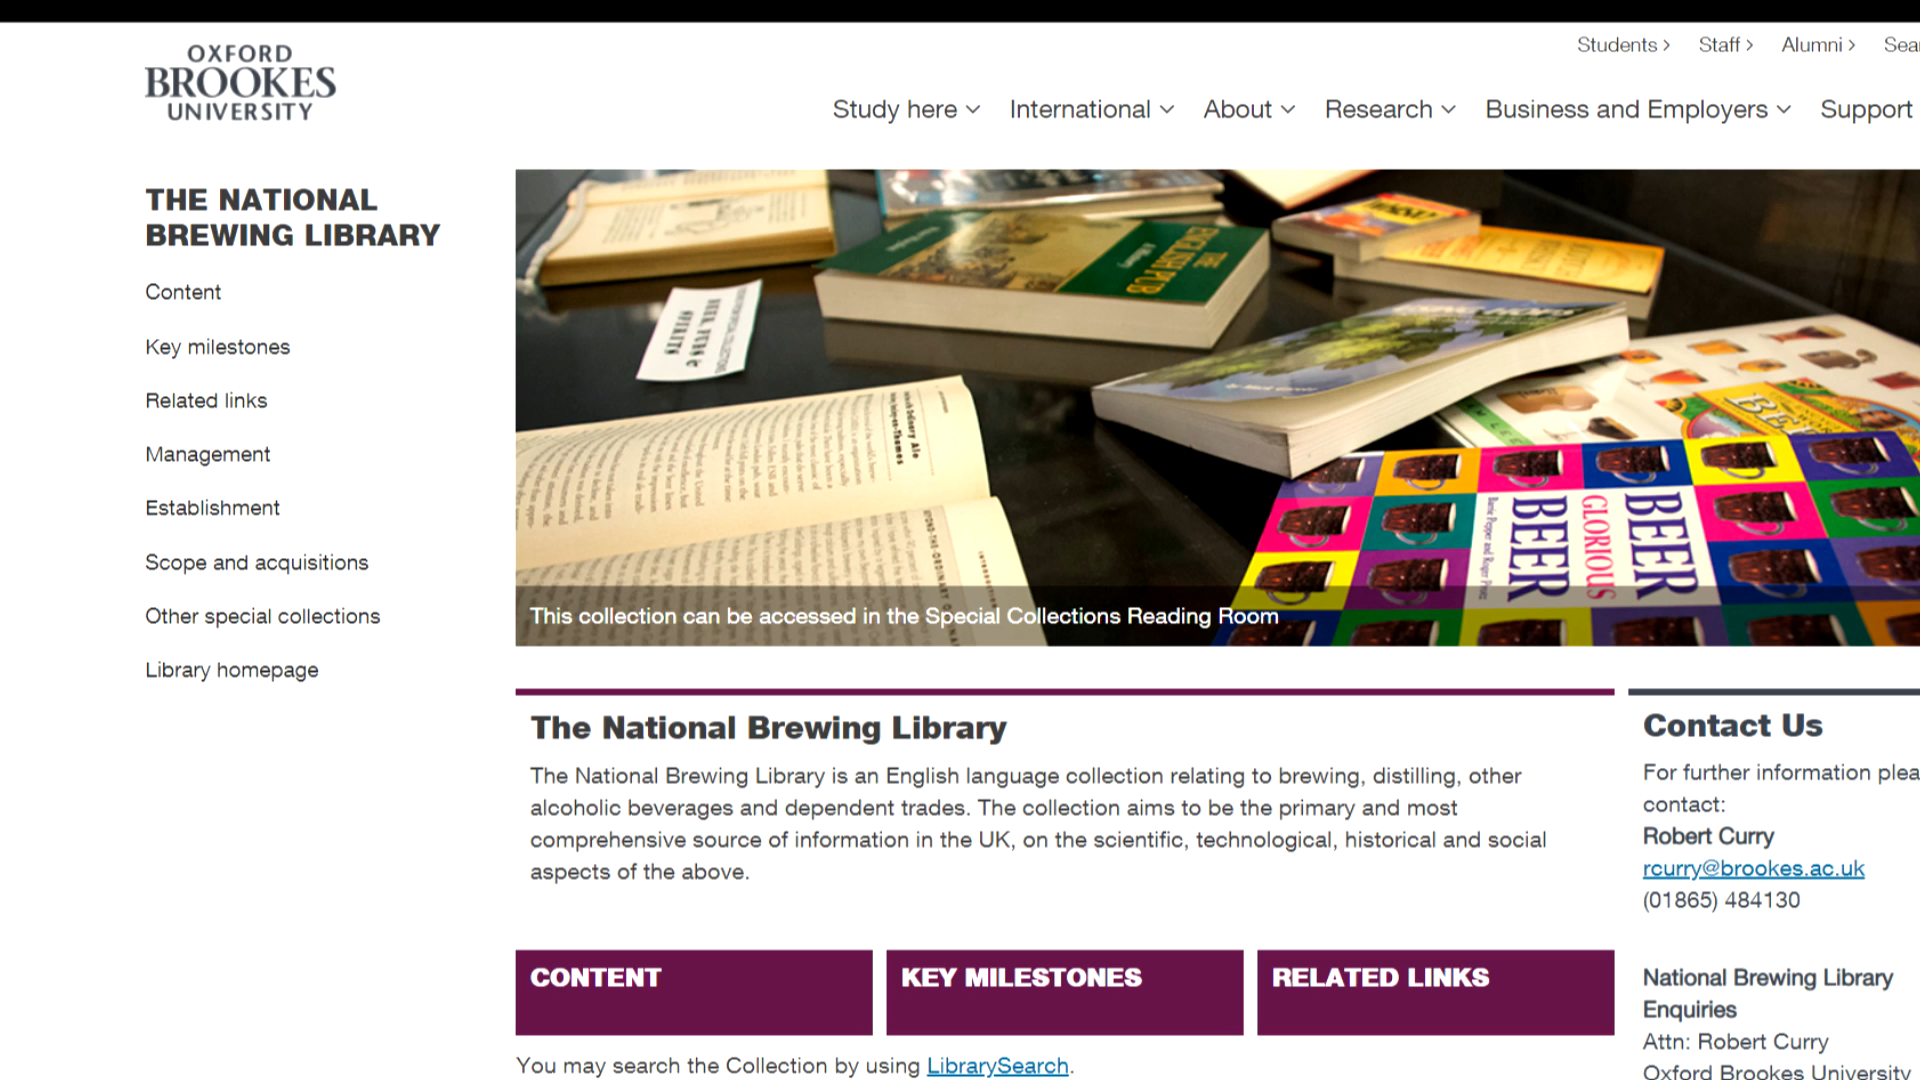 OXFORD
BROOKES
UNIVERSITY
Students
Staff
Alumni
Study here
International
About
Research
Business and Employers
Support
THE NATIONAL
BREWING LIBRARY
Content
Key milestones
Related links
Management
Establishment
Scope and acquisitions
Other special collections
Library homepage
THE
ENGLISH PUB
BEER, PUBS &
SPIRITS
BEER
BEER
GLORIOUS
BEER
This collection can be accessed in the Special Collections Reading Room
The National Brewing Library
The National Brewing Library is an English language collection relating to brewing, distilling, other
alcoholic beverages and dependent trades. The collection aims to be the primary and most
comprehensive source of information in the UK, on the scientific, technological, historical and social
aspects of the above.
CONTENT
KEY MILESTONES
RELATED LINKS
You may search the Collection by using LibrarySearch.
Contact Us
For further information
contact:
Robert Curry
rcurry@brookes.ac.uk
(01865) 484130
National Brewing Library
Enquiries
Attn: Robert Curry
Oxford Brookes University